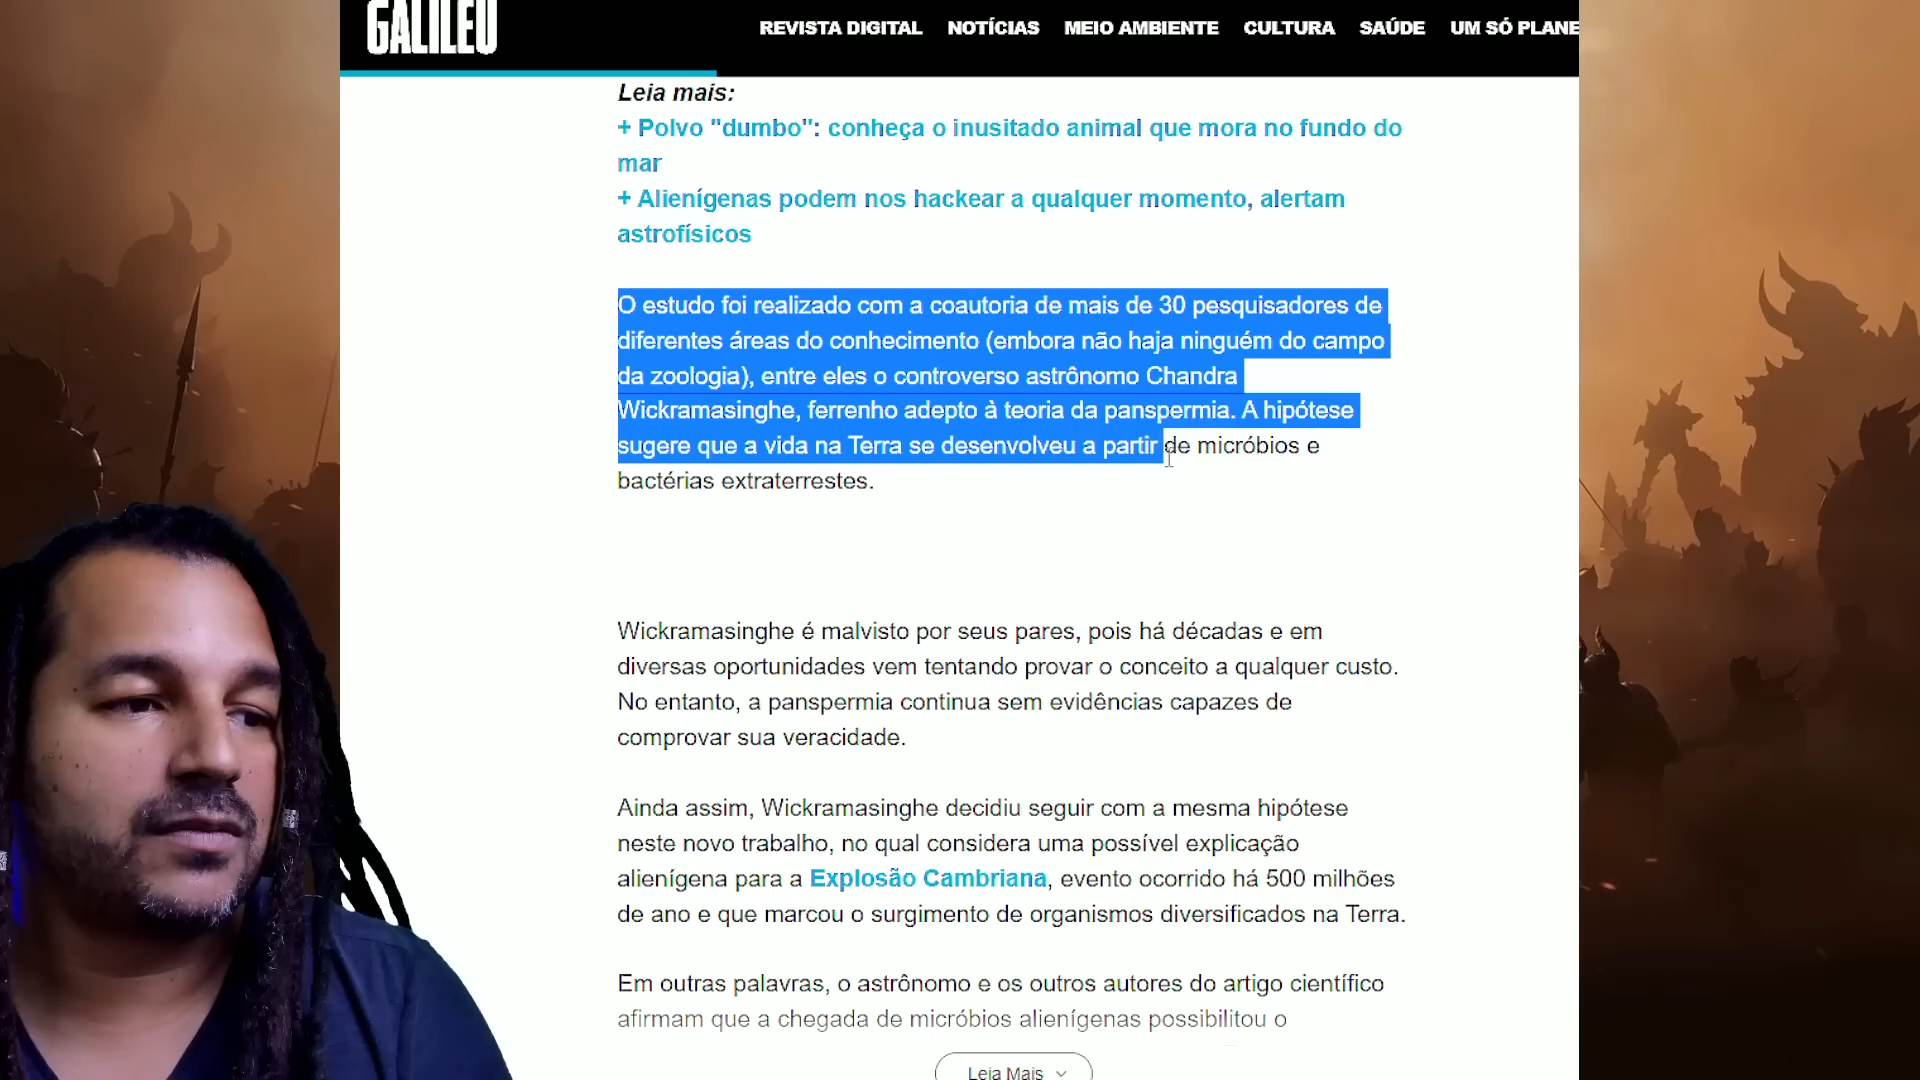 GALILEU
REVISTA DIGITAL NOTÍCIAS MEIO AMBIENTE CULTURA SAÚDE UM SÓ PLANE
Leia mais:
+ Polvo "dumbo": conheça o inusitado animal que mora no fundo do
mar
+ Alienígenas podem nos hackear a qualquer momento, alertam
astrofísicos
O estudo foi realizado com a coautoria de mais de 30 pesquisadores de
diferentes áreas do conhecimento (embora não haja ninguém do campo
da zoologia), entre eles o controverso astrônomo Chandra
Wickramasinghe, ferrenho adepto à teoria da panspermia. A hipótese
sugere que a vida na Terra se desenvolveu a partir de micróbios e
bactérias extraterrestes.
Wickramasinghe é malvisto por seus pares, pois há décadas e em
diversas oportunidades vem tentando provar o conceito a qualquer custo.
No entanto, a panspermia continua sem evidências capazes de
comprovar sua veracidade.
Ainda assim, Wickramasinghe decidiu seguir com a mesma hipótese
neste novo trabalho, no qual considera uma possível explicação
alienígena para a Explosão Cambriana, evento ocorrido há 500 milhões
de ano e que marcou o surgimento de organismos diversificados na Terra.
Em outras palavras, o astrônomo e os outros autores do artigo científico
afirmam que a chegada de micróbios alienígenas possibilitou o
Leia Mais